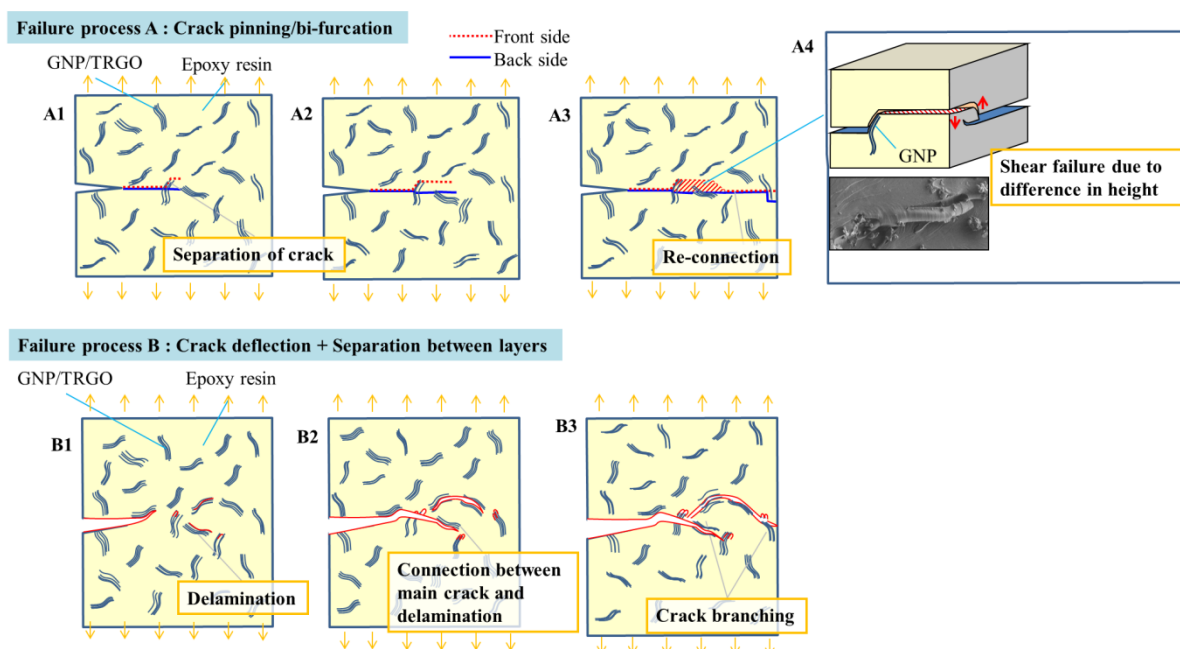 Failure process A : Crack pinning/bi-furcation
GNP/TRGO
Epoxy resin
Front side
Back side
A1
A2
A3
A4
GNP
Shear failure due to
difference in height
Separation of crack
Re-connection
Failure process B : Crack deflection + Separation between layers
GNP/TRGO
Epoxy resin
B1
B2
B3
Delamination
Connection between
main crack and
delamination
Crack branching